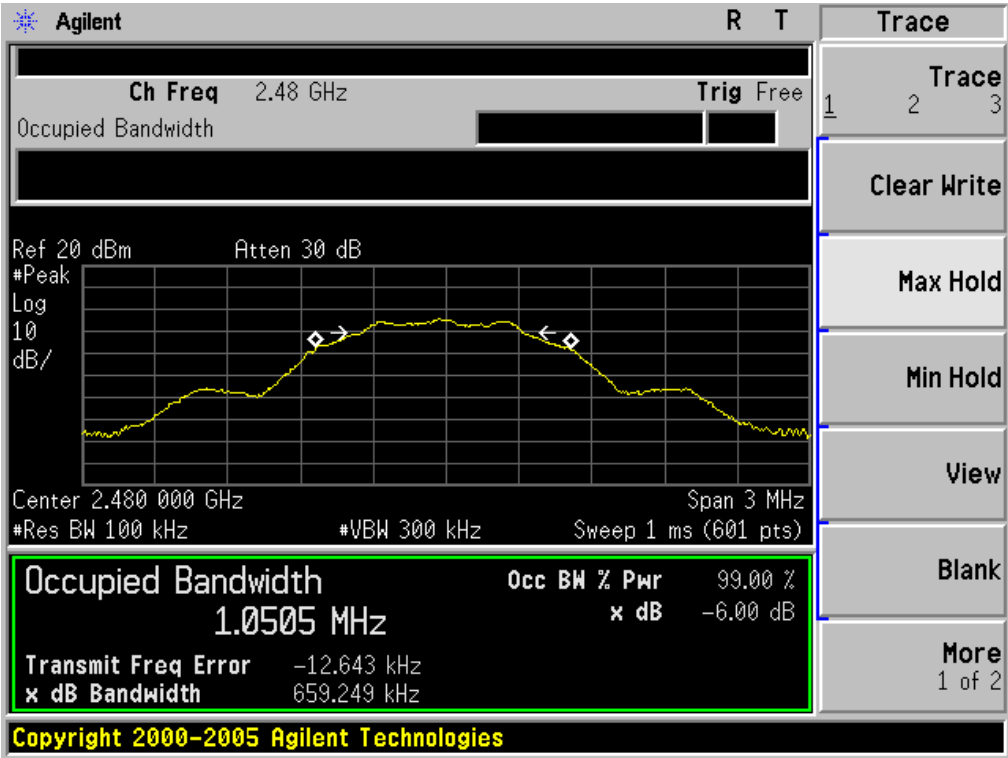 Agilent R T
Trace
Ch Freq 2.48 GHz Trig Free
Occupied Bandwidth
Ref 20 dBm Atten 30 dB
#Peak
Log
10
dB/
Center 2.480 000 GHz Span 3 MHz
#Res BW 100 kHz #VBW 300 kHz Sweep 1 ms (601 pts)
Occupied Bandwidth Occ BW % Pwr 99.00 %
1.0505 MHz x dB -6.00 dB
Transmit Freq Error -12.643 kHz
x dB Bandwidth 659.249 kHz
Copyright 2000-2005 Agilent Technologies
Trace
1 2 3
Clear Write
Max Hold
Min Hold
View
Blank
More
1 of 2